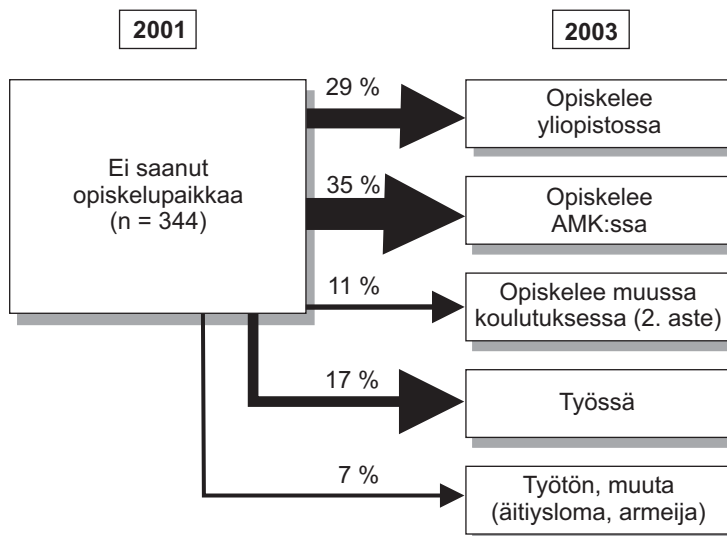 2001
2003
Ei saanut
opiskelupaikkaa
(n = 344)
29 %
Opiskelee
yliopistossa
35 %
Opiskelee
AMK:ssa
11 %
Opiskelee muussa
koulutuksessa (2. aste)
17 %
Työssä
7 %
Työtön, muuta
(äitiysloma, armeija)